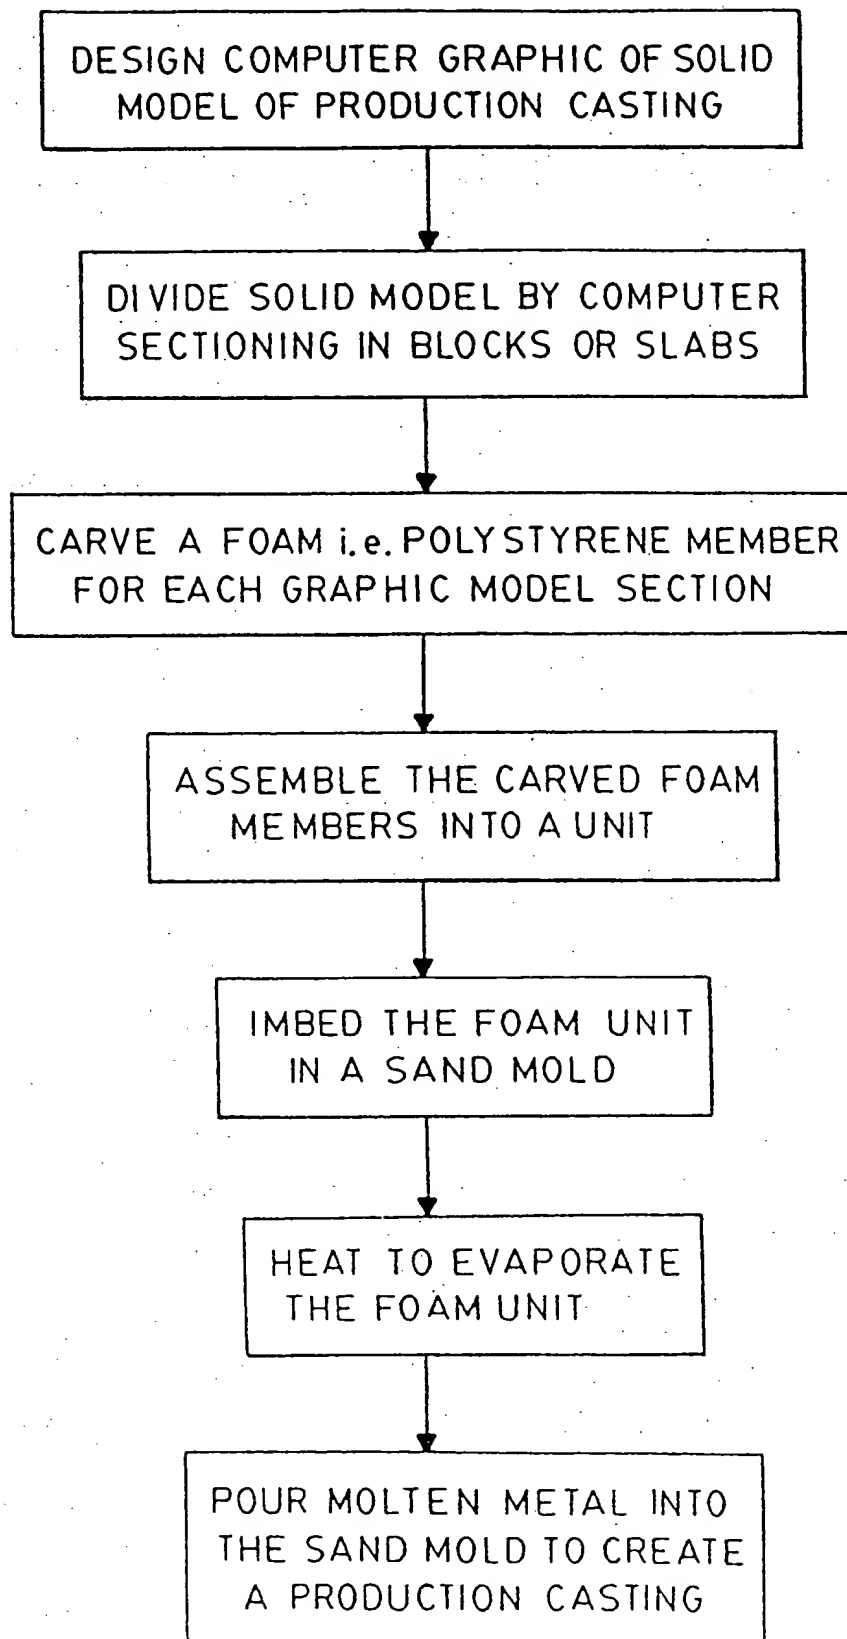 DESIGN COMPUTER GRAPHIC OF SOLID
MODEL OF PRODUCTION CASTING
DIVIDE SOLID MODEL BY COMPUTER
SECTIONING IN BLOCKS OR SLABS
CARVE A FOAM i.e. POLYSTYRENE MEMBER
FOR EACH GRAPHIC MODEL SECTION
ASSEMBLE THE CARVED FOAM
MEMBERS INTO A UNIT
IMBED THE FOAM UNIT
IN A SAND MOLD
HEAT TO EVAPORATE
THE FOAM UNIT
POUR MOLTEN METAL INTO
THE SAND MOLD TO CREATE
A PRODUCTION CASTING